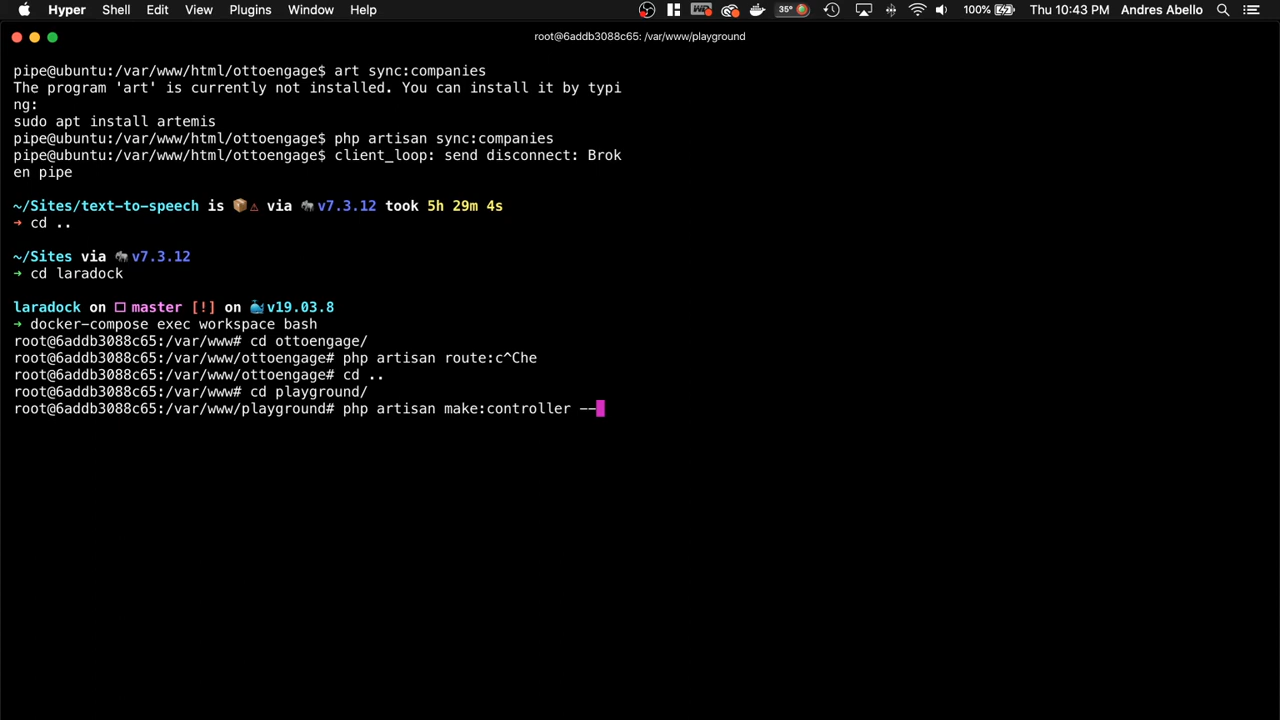 Hyper Shell Edit View Plugins Window Help 35° 100% Thu 10:43 PM Andres Abello
root@6addb3088c65: /var/www/playground
pipe@ubuntu:/var/www/html/ottoengage$ art sync:companies
The program 'art' is currently not installed. You can install it by typi
ng:
sudo apt install artemis
pipe@ubuntu:/var/www/html/ottoengage$ php artisan sync:companies
pipe@ubuntu:/var/www/html/ottoengage$ client_loop: send disconnect: Brok
en pipe
~/Sites/text-to-speech is 📦⚠ via 🐘v7.3.12 took 5h 29m 4s
➜ cd ..
~/Sites via 🐘v7.3.12
➜ cd laradock
laradock on □ master [!] on 🐳v19.03.8
➜ docker-compose exec workspace bash
root@6addb3088c65:/var/www# cd ottoengage/
root@6addb3088c65:/var/www/ottoengage# php artisan route:c^Che
root@6addb3088c65:/var/www/ottoengage# cd ..
root@6addb3088c65:/var/www# cd playground/
root@6addb3088c65:/var/www/playground# php artisan make:controller --